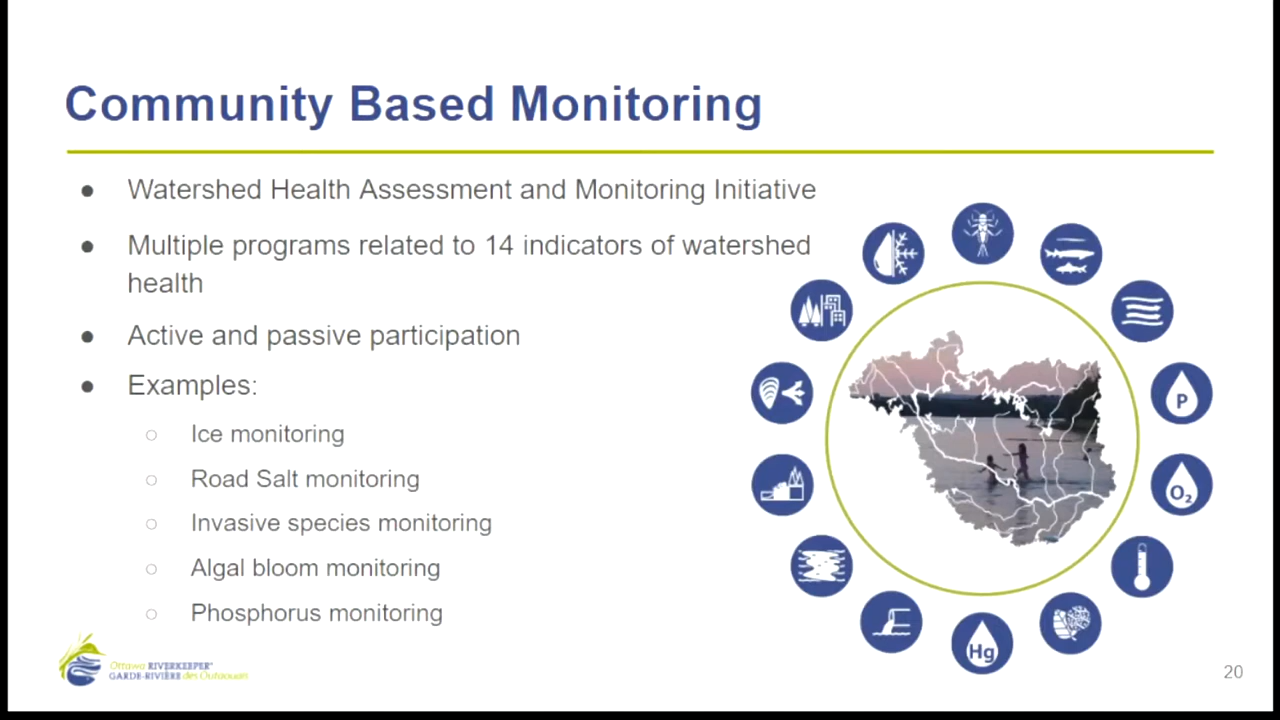 Community Based Monitoring
● Watershed Health Assessment and Monitoring Initiative
● Multiple programs related to 14 indicators of watershed
health
● Active and passive participation
● Examples:
○ Ice monitoring
○ Road Salt monitoring
○ Invasive species monitoring
○ Algal bloom monitoring
○ Phosphorus monitoring
P
O₂
Hg
Ottawa RIVERKEEPER®
GARDE-RIVIÈRE des Outaouais
20